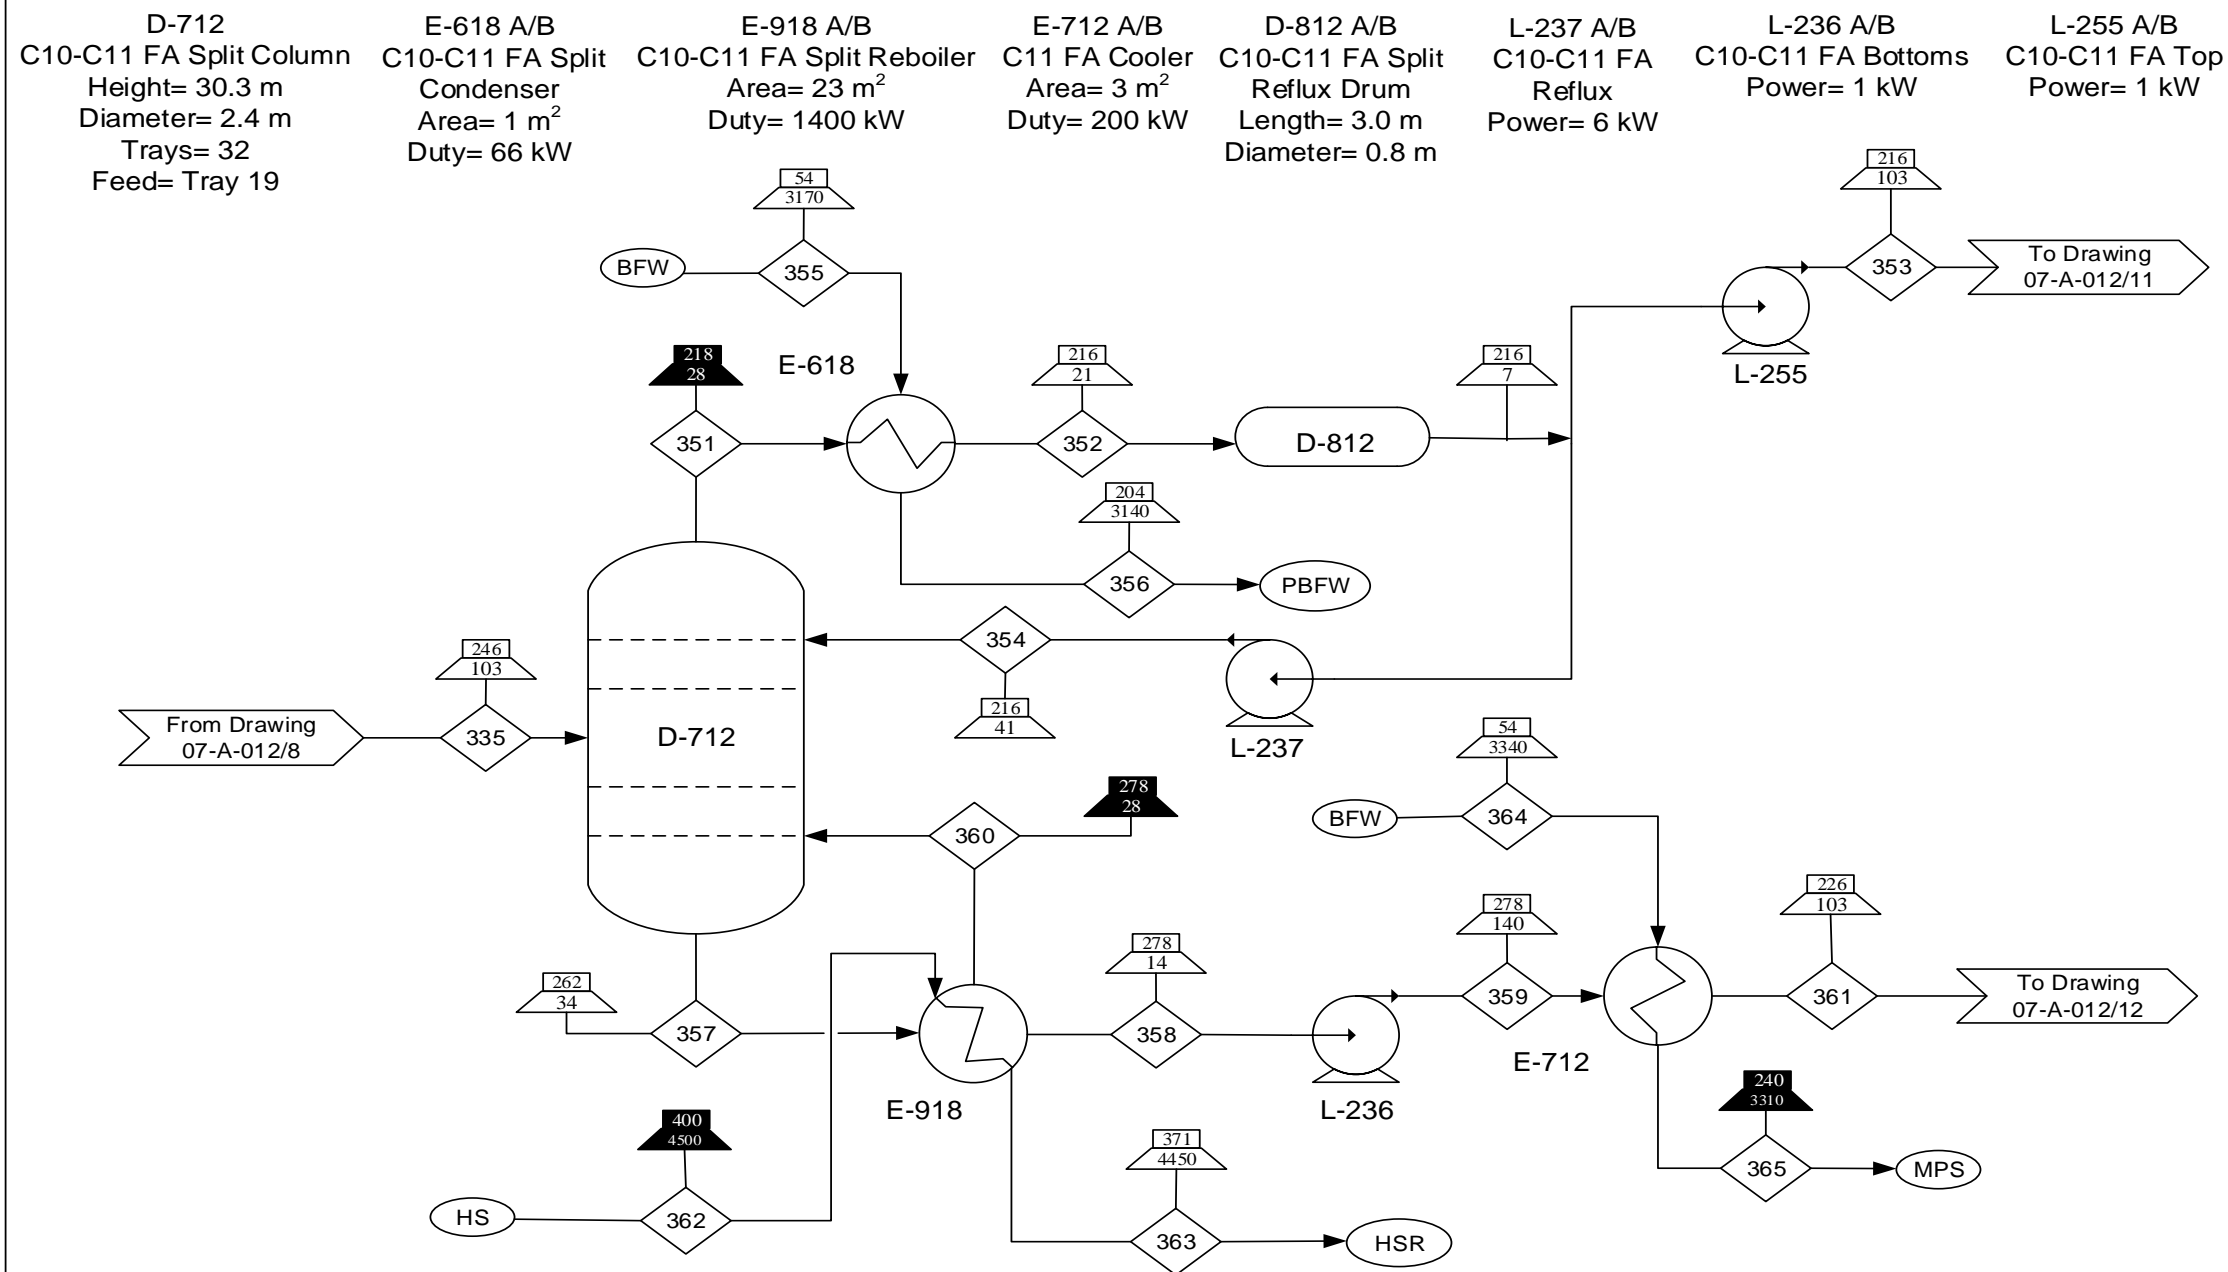 D-712
C10-C11 FA Split Column
Height= 30.3 m
Diameter= 2.4 m
Trays= 32
Feed= Tray 19
E-618 A/B
C10-C11 FA Split
Condenser
Area= 1 m²
Duty= 66 kW
E-918 A/B
C10-C11 FA Split Reboiler
Area= 23 m²
Duty= 1400 kW
E-712 A/B
C11 FA Cooler
Area= 3 m²
Duty= 200 kW
D-812 A/B
C10-C11 FA Split
Reflux Drum
Length= 3.0 m
Diameter= 0.8 m
L-237 A/B
C10-C11 FA
Reflux
Power= 6 kW
L-236 A/B
C10-C11 FA Bottoms
Power= 1 kW
L-255 A/B
C10-C11 FA Top
Power= 1 kW
54
3170
216
103
BFW
355
353
To Drawing
07-A-012/11
218
28
E-618
216
21
216
7
L-255
351
352
D-812
204
3140
356
PBFW
246
103
354
From Drawing
07-A-012/8
335
D-712
216
41
L-237
54
3340
278
28
BFW
364
360
226
103
278
140
262
34
278
14
357
358
359
361
To Drawing
07-A-012/12
E-712
E-918
L-236
240
3310
400
4500
371
4450
365
MPS
HS
362
363
HSR